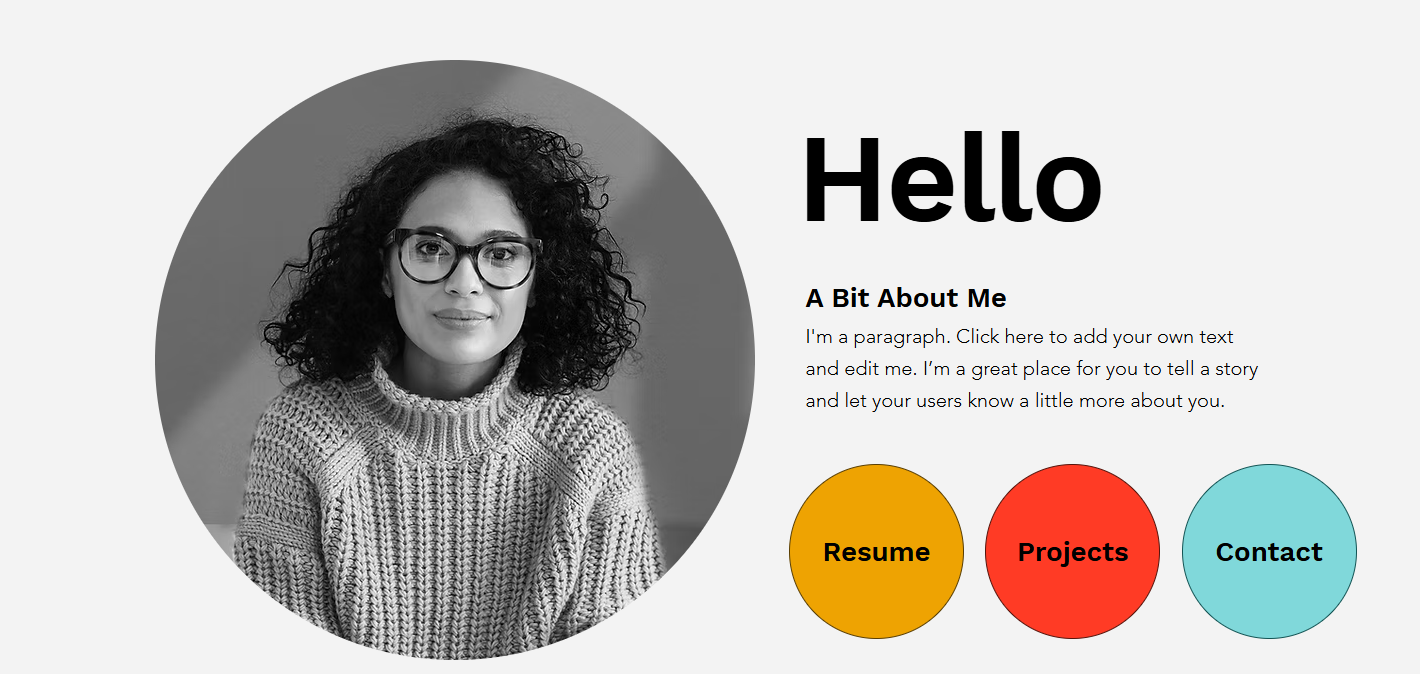 Hello
A Bit About Me
I'm a paragraph. Click here to add your own text
and edit me. I’m a great place for you to tell a story
and let your users know a little more about you.
Resume
Projects
Contact